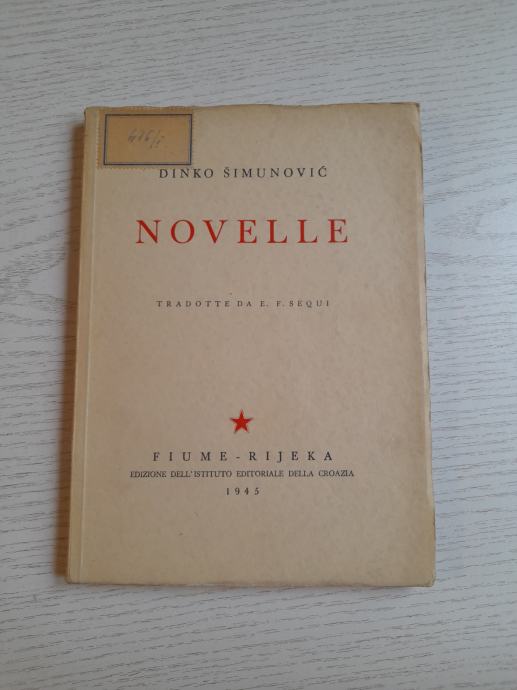 DINKO ŠIMUNOVIĆ
NOVELLE
TRADOTTE DA E. F. SEQUI
FIUME - RIJEKA
EDIZIONE DELL'ISTITUTO EDITORIALE DELLA CROAZIA
1945